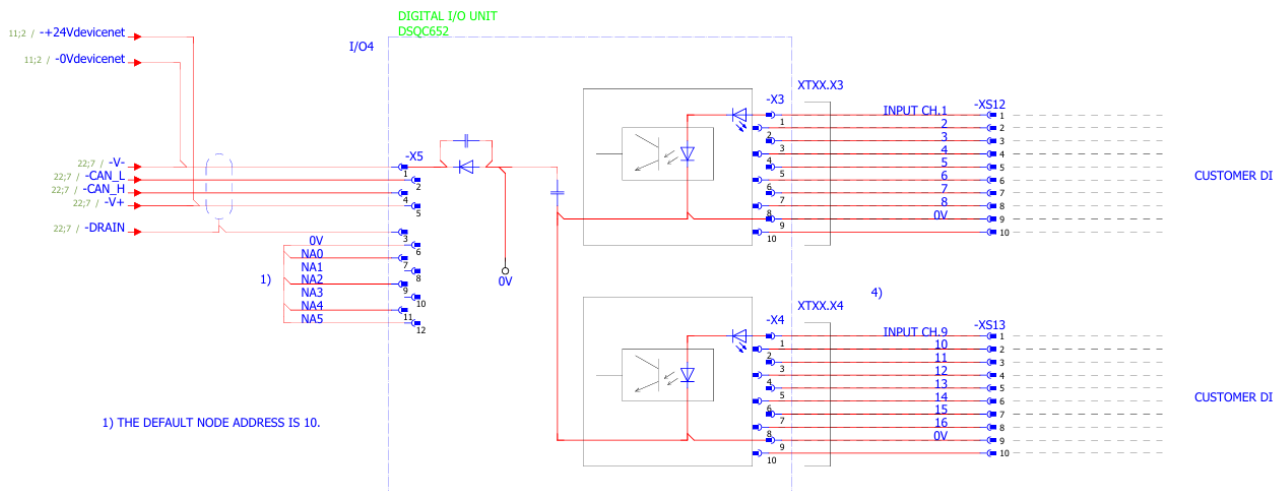 DIGITAL I/O UNIT
DSQC652
I/O4
11;2 / -+24Vdevicenet
11;2 / -0Vdevicenet
22;7 / -V-
22;7 / -CAN_L
22;7 / -CAN_H
22;7 / -V+
22;7 / -DRAIN
-X5
1
2
4
5
3
6
7
8
9
10
11
12
0V
NA0
NA1
NA2
NA3
NA4
NA5
1)
0V
XTXX.X3
-X3
1
2
3
4
5
6
7
8
9
10
INPUT CH.1
2
3
4
5
6
7
8
0V
-XS12
1
2
3
4
5
6
7
8
9
10
CUSTOMER DI
4)
XTXX.X4
-X4
1
2
3
4
5
6
7
8
9
10
INPUT CH.9
10
11
12
13
14
15
16
0V
-XS13
1
2
3
4
5
6
7
8
9
10
CUSTOMER DI
1) THE DEFAULT NODE ADDRESS IS 10.